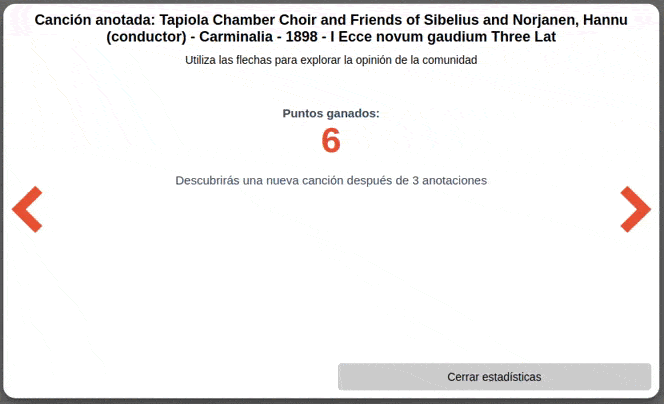 Canción anotada: Tapiola Chamber Choir and Friends of Sibelius and Norjanen, Hannu
(conductor) - Carminalia - 1898 - I Ecce novum gaudium Three Lat
Utiliza las flechas para explorar la opinión de la comunidad
Puntos ganados:
6
Descubrirás una nueva canción después de 3 anotaciones
Cerrar estadísticas